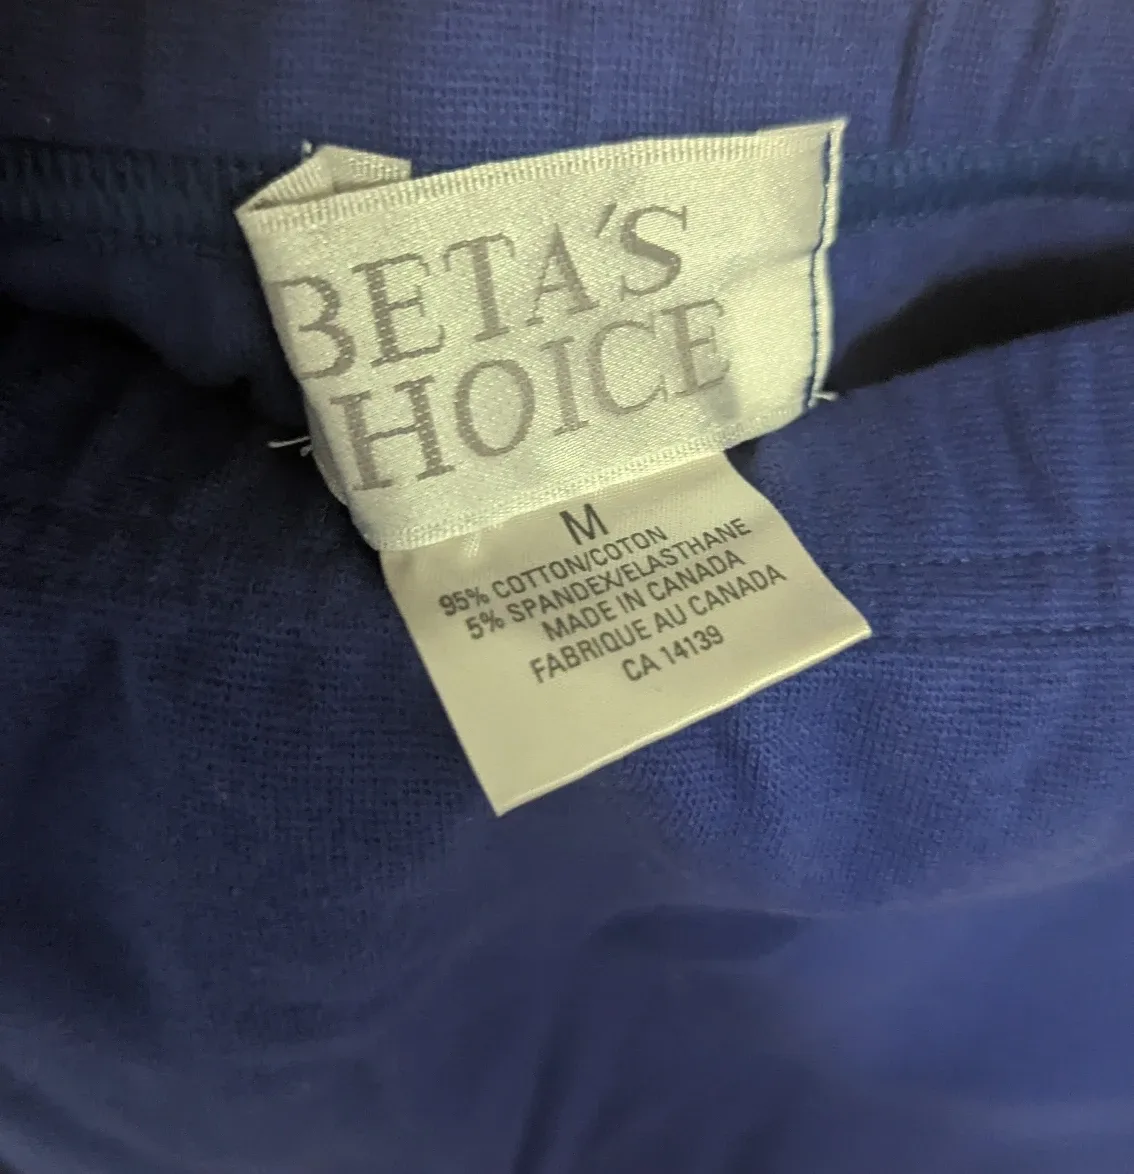 BETA'S
HOICE
M
95% COTTON/COTON
5% SPANDEX/ELASTHANE
MADE IN CANADA
FABRIQUE AU CANADA
CA 14139